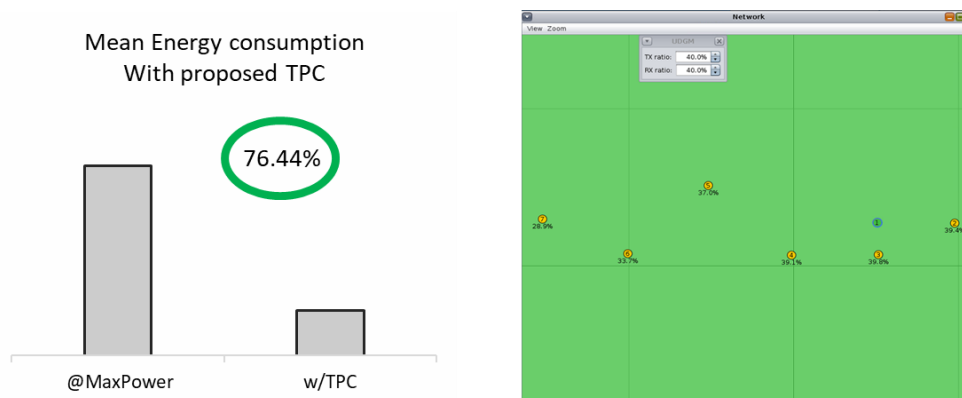 Mean Energy consumption
With proposed TPC
76.44%
@MaxPower
w/TPC
Network
View Zoom
UDGM
TX ratio: 40.0%
RX ratio: 40.0%
5
37.0%
7
28.9%
1
2
39.4%
6
33.7%
4
39.1%
3
39.8%